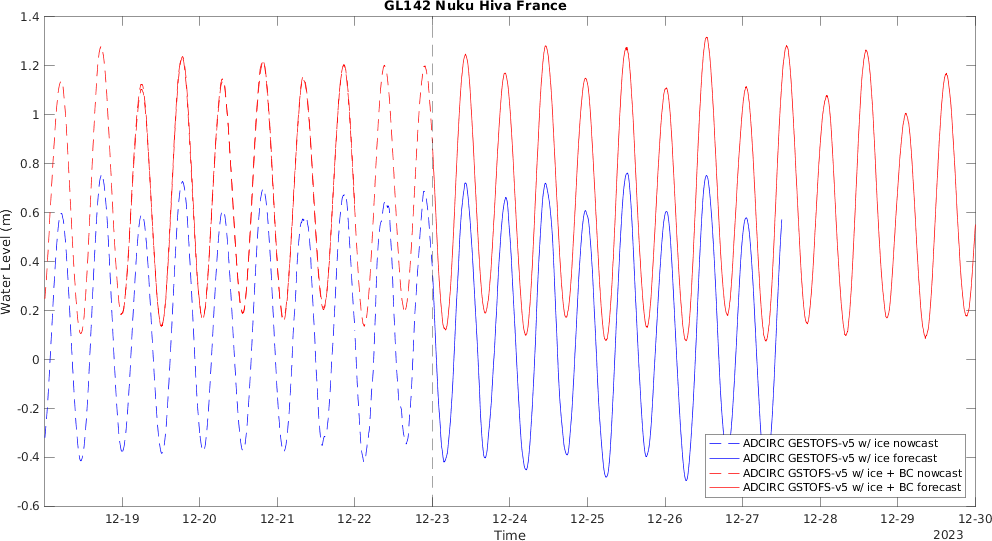 GL142 Nuku Hiva France
1.4
1.2
1
0.8
0.6
0.4
0.2
0
-0.2
-0.4
-0.6
Water Level (m)
ADCIRC GESTOFS-v5 w/ ice nowcast
ADCIRC GESTOFS-v5 w/ ice forecast
ADCIRC GSTOFS-v5 w/ ice + BC nowcast
ADCIRC GSTOFS-v5 w/ ice + BC forecast
12-19 12-20 12-21 12-22 12-23 12-24 12-25 12-26 12-27 12-28 12-29 12-30
Time
2023